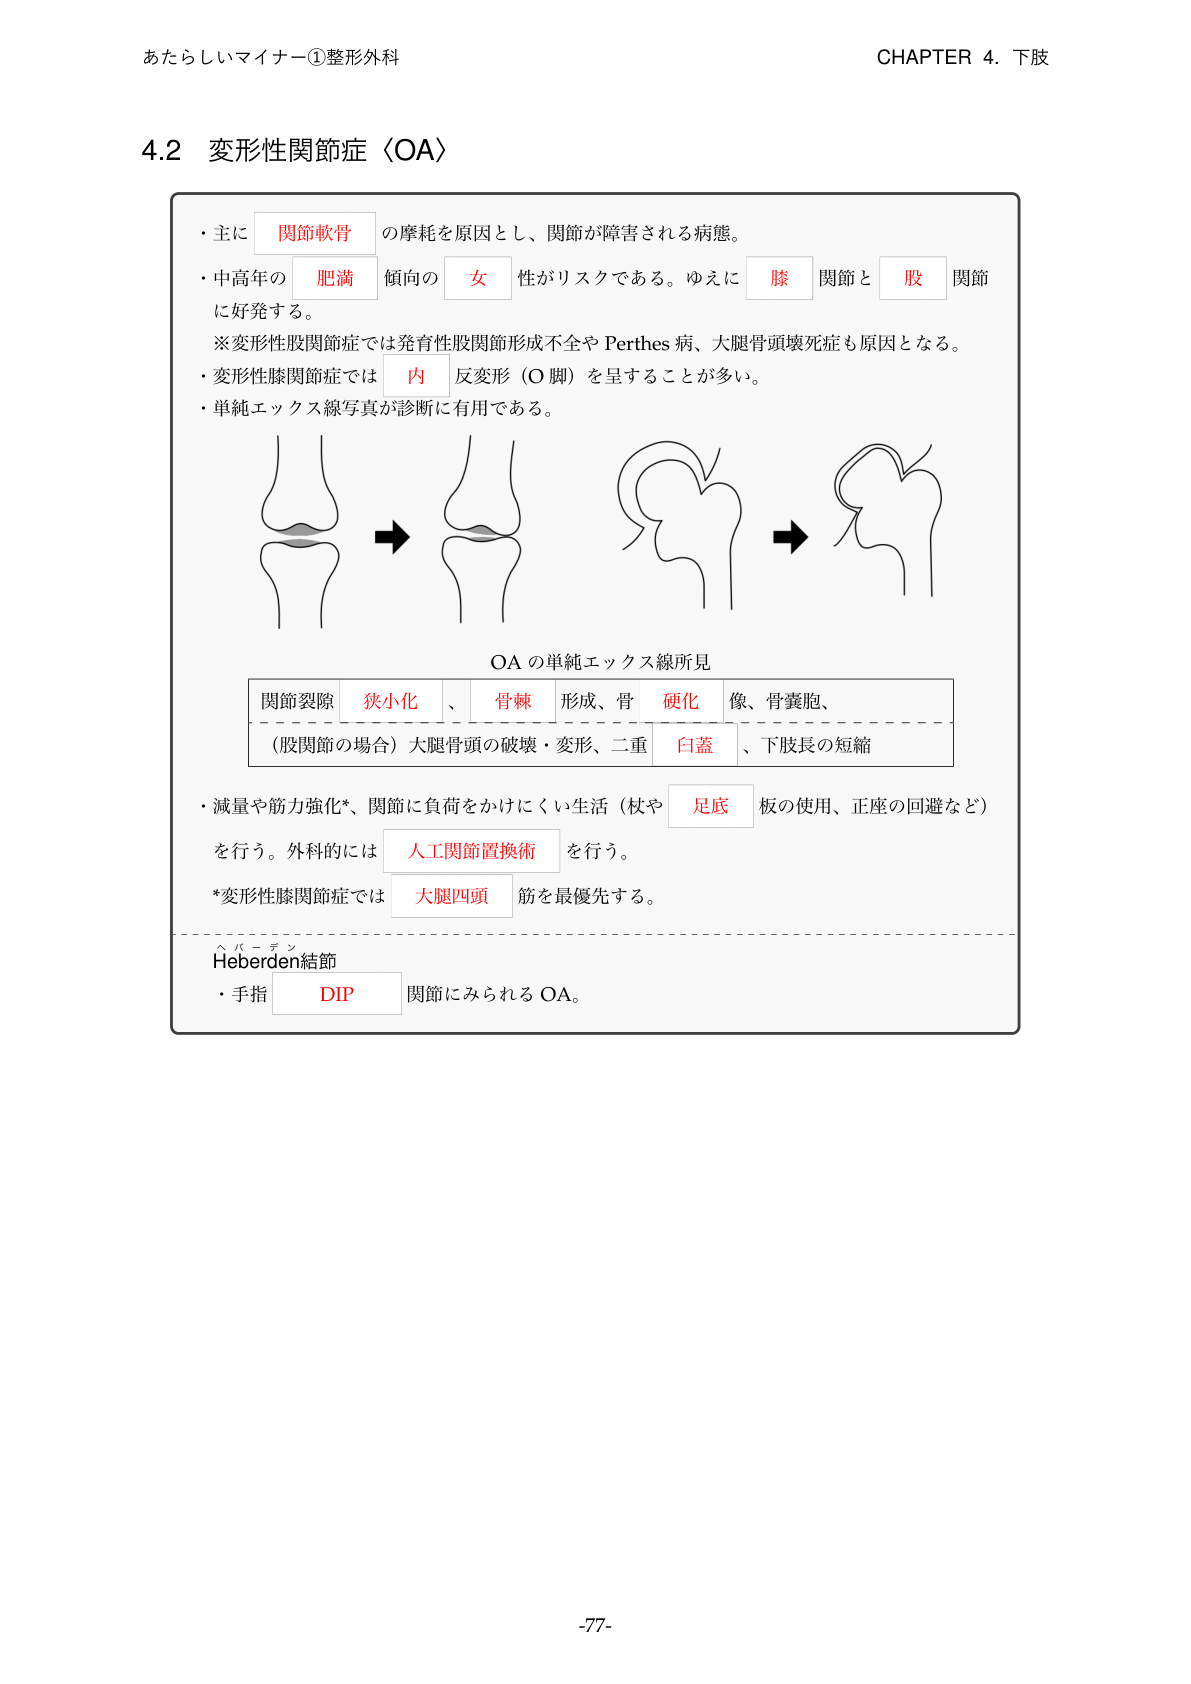 あたらしいマイナー①整形外科
CHAPTER 4. 下肢
4.2 変形性関節症〈OA〉
・主に 関節軟骨 の摩耗を原因とし、関節が障害される病態。
・中高年の 肥満 傾向の 女 性がリスクである。ゆえに 膝 関節と 股 関節
に好発する。
※変形性股関節症では発育性股関節形成不全や Perthes 病、大腿骨頭壊死症も原因となる。
・変形性膝関節症では 内 反変形（O 脚）を呈することが多い。
・単純エックス線写真が診断に有用である。
OA の単純エックス線所見
関節裂隙 狭小化 、 骨棘 形成、骨 硬化 像、骨嚢胞、
（股関節の場合）大腿骨頭の破壊・変形、二重 臼蓋 、下肢長の短縮
・減量や筋力強化*、関節に負荷をかけにくい生活（杖や 足底 板の使用、正座の回避など）
を行う。外科的には 人工関節置換術 を行う。
*変形性膝関節症では 大腿四頭 筋を最優先する。
ヘバーデン
Heberden結節
・手指 DIP 関節にみられる OA。
-77-